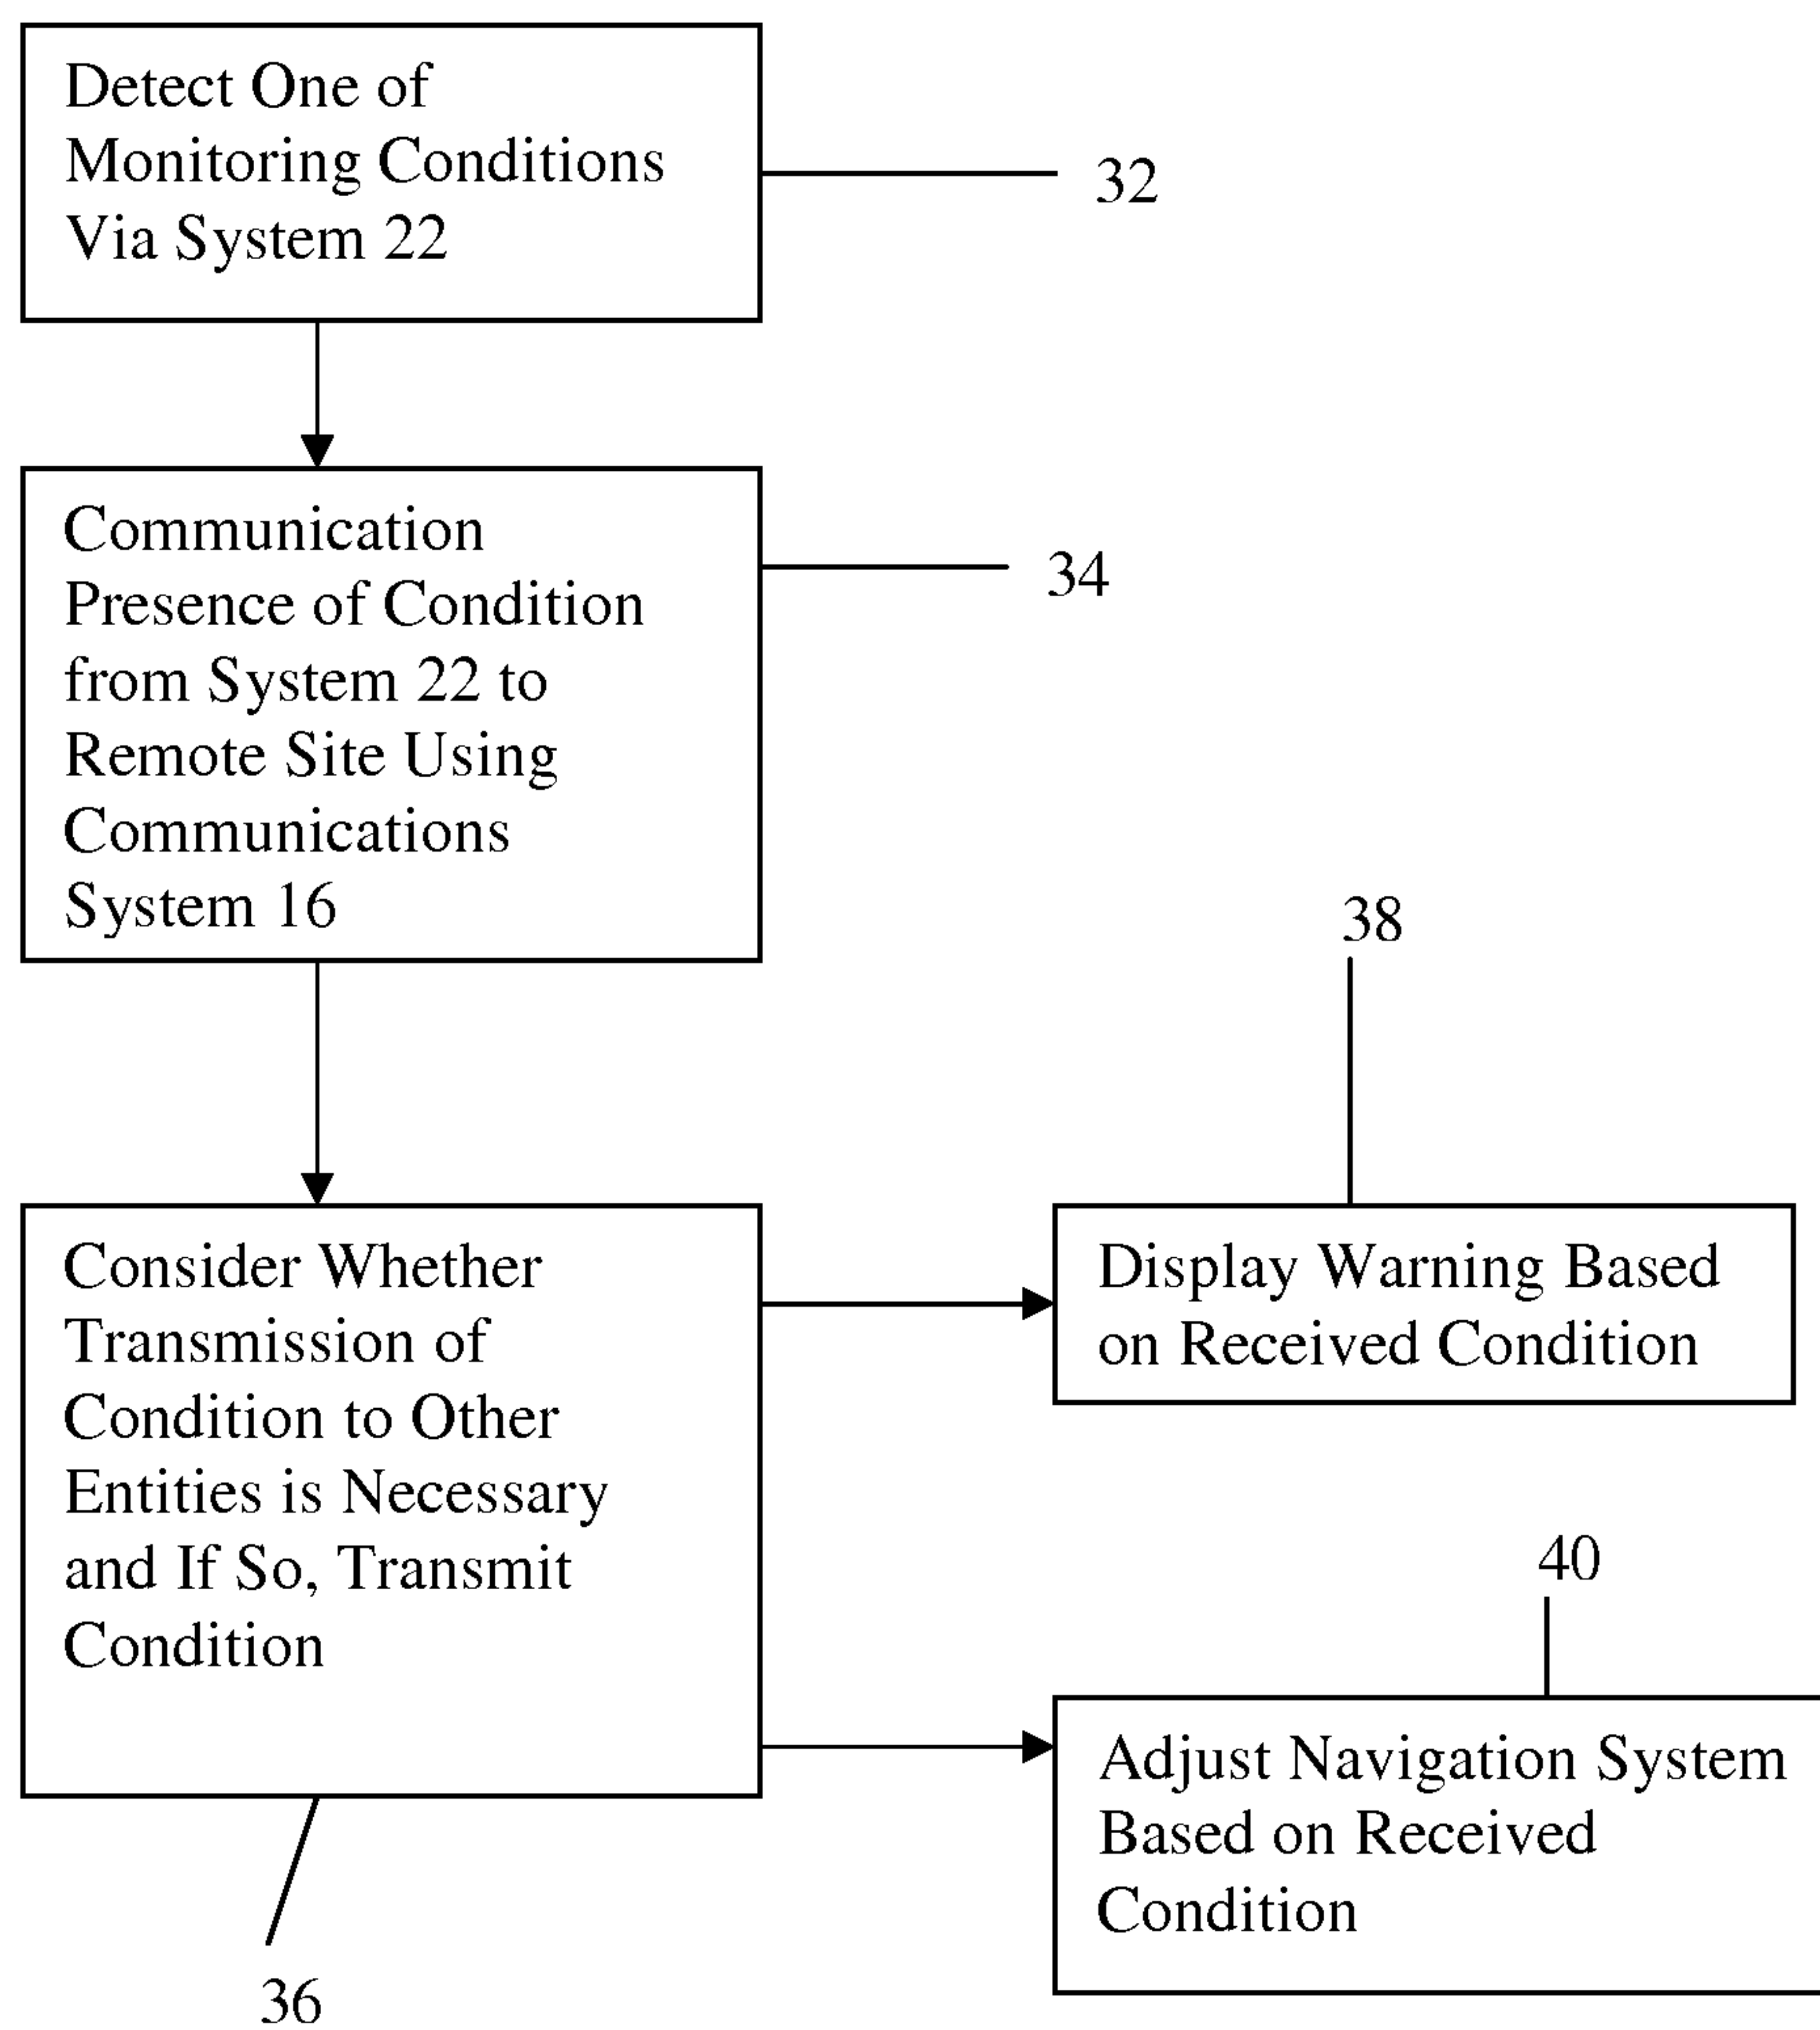 Detect One of
Monitoring Conditions
Via System 22
32
Communication
Presence of Condition
from System 22 to
Remote Site Using
Communications
System 16
34
38
Consider Whether
Transmission of
Condition to Other
Entities is Necessary
and If So, Transmit
Condition
Display Warning Based
on Received Condition
40
Adjust Navigation System
Based on Received
Condition
36